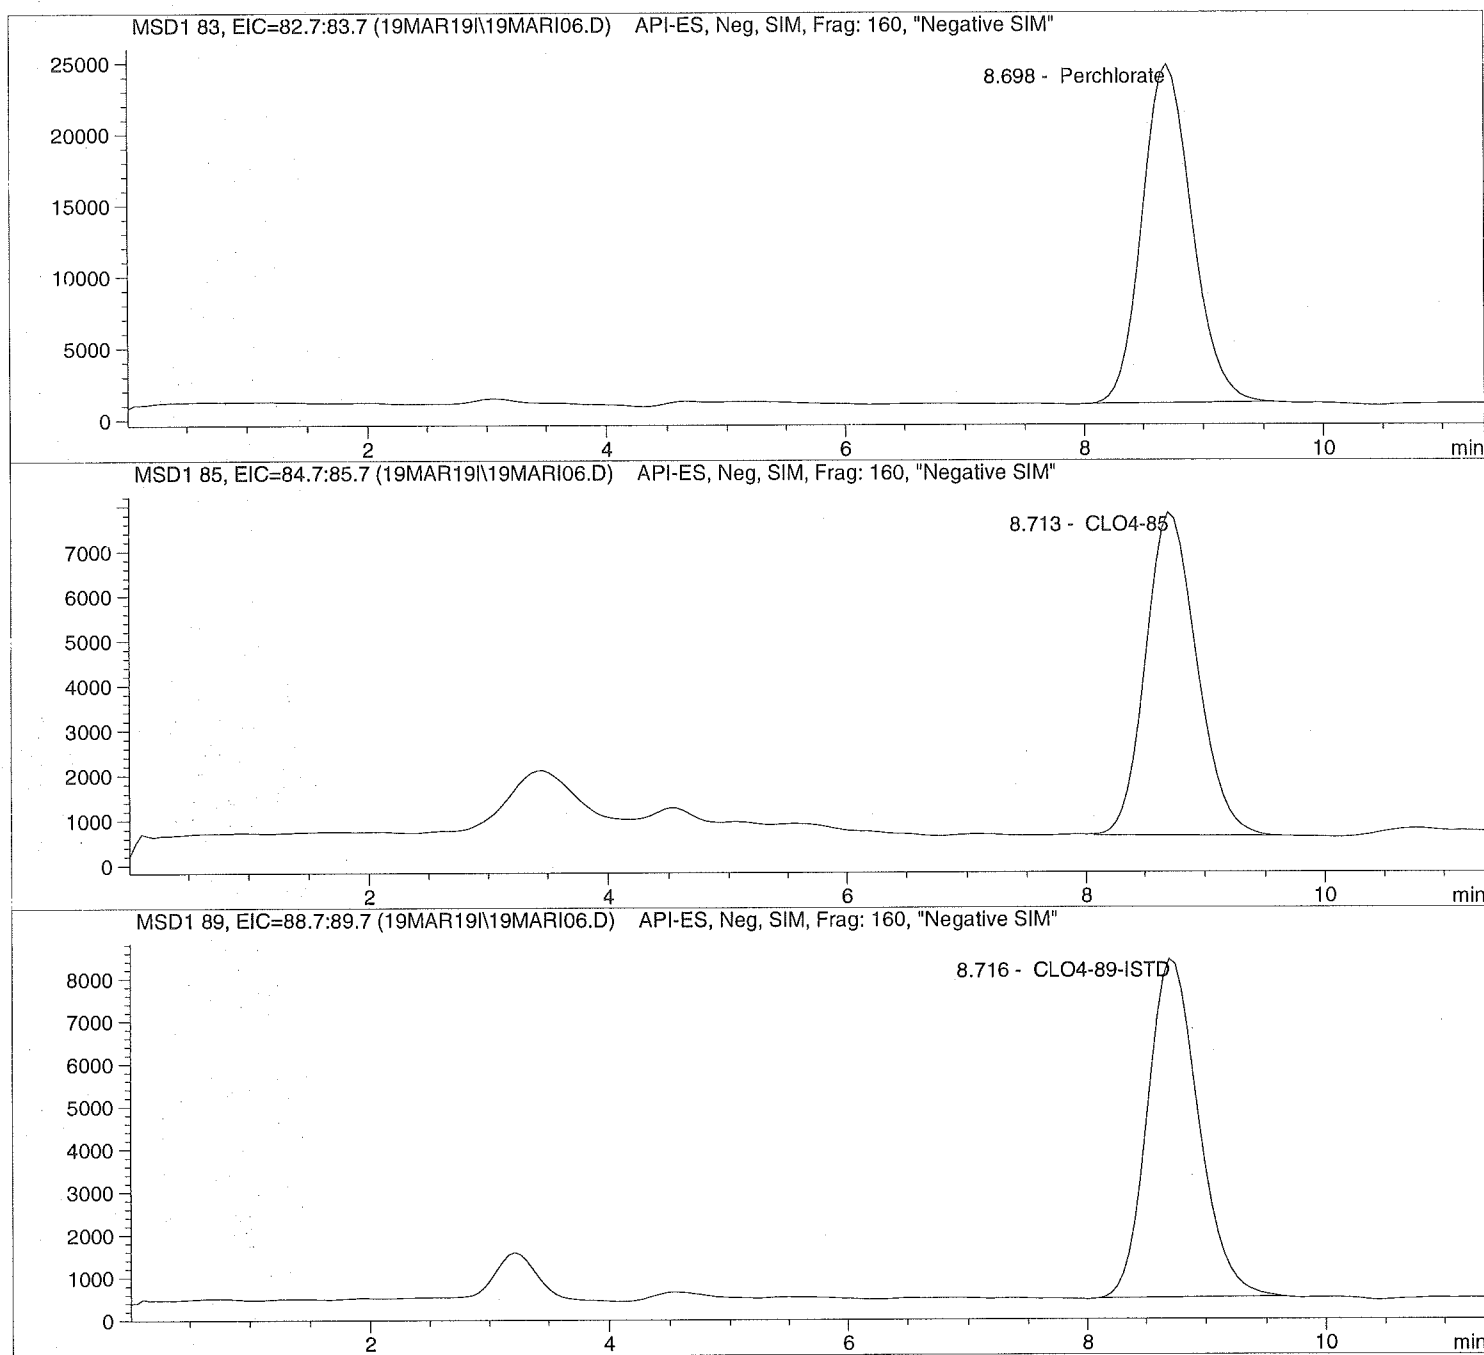 MSD1 83, EIC=82.7:83.7 (19MAR19I\19MARI06.D) API-ES, Neg, SIM, Frag: 160, "Negative SIM"
25000
8.698 - Perchlorate
20000
15000
10000
5000
0
2 4 6 8 10 min
MSD1 85, EIC=84.7:85.7 (19MAR19I\19MARI06.D) API-ES, Neg, SIM, Frag: 160, "Negative SIM"
8.713 - CLO4-85
7000
6000
5000
4000
3000
2000
1000
0
2 4 6 8 10 min
MSD1 89, EIC=88.7:89.7 (19MAR19I\19MARI06.D) API-ES, Neg, SIM, Frag: 160, "Negative SIM"
8.716 - CLO4-89-ISTD
8000
7000
6000
5000
4000
3000
2000
1000
0
2 4 6 8 10 min